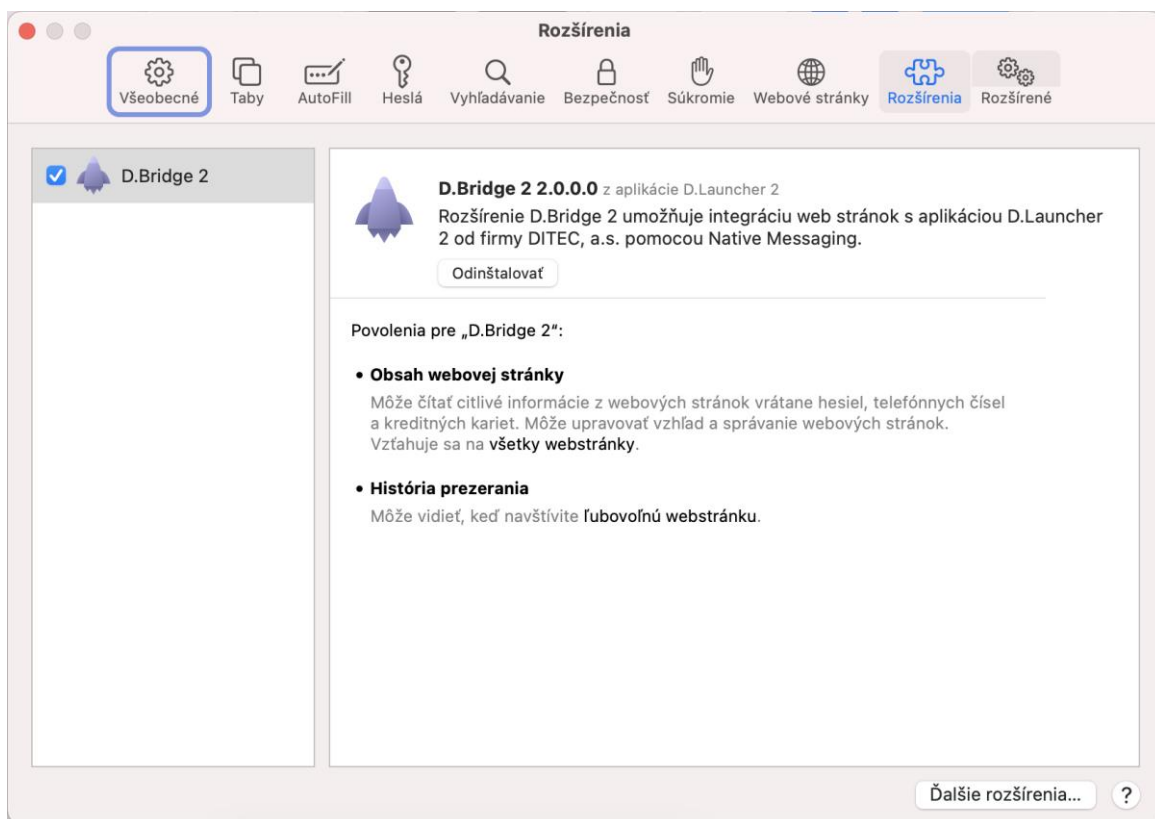 Rozšírenia
Všeobecné Taby AutoFill Heslá Vyhľadávanie Bezpečnosť Súkromie Webové stránky Rozšírenia Rozšírené
D.Bridge 2
D.Bridge 2 2.0.0.0 z aplikácie D.Launcher 2
Rozšírenie D.Bridge 2 umožňuje integráciu web stránok s aplikáciou D.Launcher
2 od firmy DITEC, a.s. pomocou Native Messaging.
Odinštalovať
Povolenia pre „D.Bridge 2“:
• Obsah webovej stránky
Môže čítať citlivé informácie z webových stránok vrátane hesiel, telefónnych čísel
a kreditných kariet. Môže upravovať vzhľad a správanie webových stránok.
Vzťahuje sa na všetky webstránky.
• História prezerania
Môže vidieť, keď navštívite ľubovoľnú webstránku.
Ďalšie rozšírenia... ?